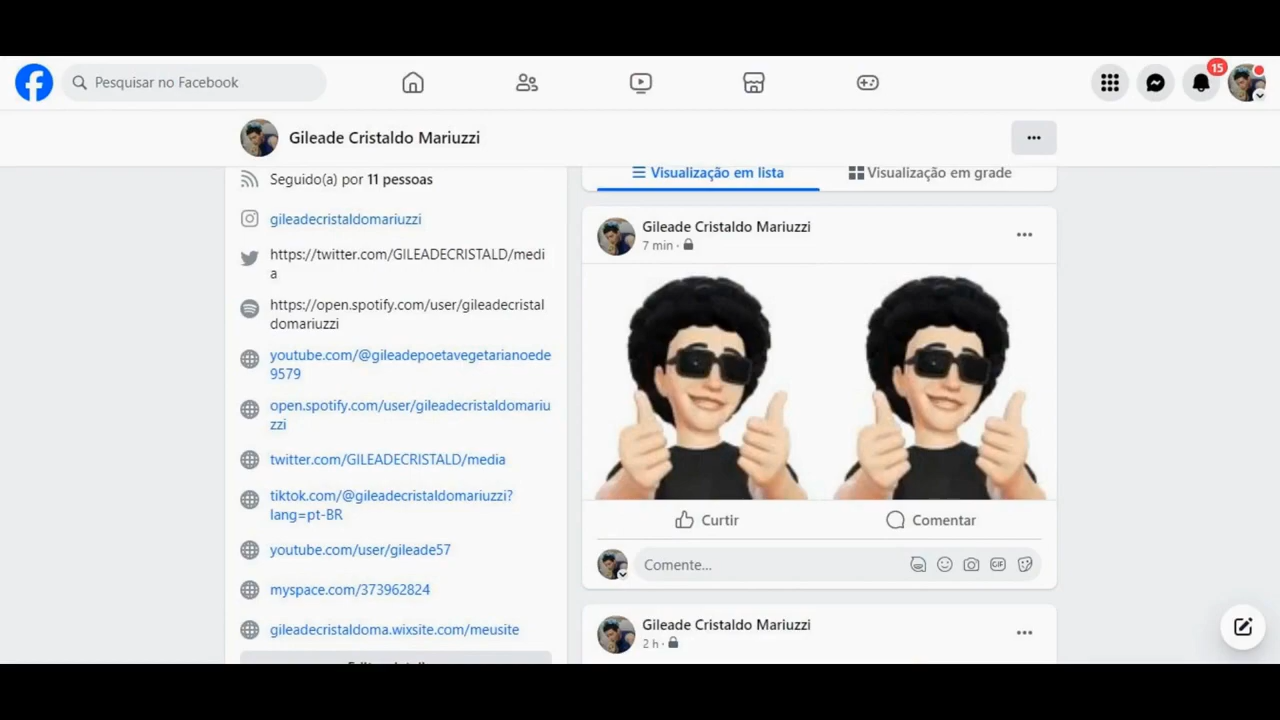 Pesquisar no Facebook
15
Gileade Cristaldo Mariuzzi
Seguido(a) por 11 pessoas
gileadecristaldomariuzzi
https://twitter.com/GILEADECRISTALD/medi
a
https://open.spotify.com/user/gileadecristal
domariuzzi
youtube.com/@gileadepoetavegetarianoede
9579
open.spotify.com/user/gileadecristaldomariu
zzi
twitter.com/GILEADECRISTALD/media
tiktok.com/@gileadecristaldomariuzzi?
lang=pt-BR
youtube.com/user/gileade57
myspace.com/373962824
gileadecristaldoma.wixsite.com/meusite
Visualização em lista
Visualização em grade
Gileade Cristaldo Mariuzzi
7 min ·
Curtir
Comentar
Comente...
GIF
Gileade Cristaldo Mariuzzi
2 h ·